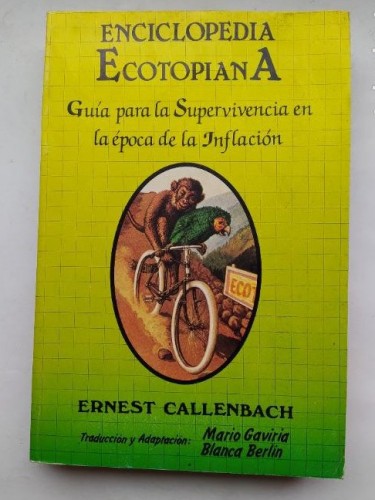 ENCICLOPEDIA
ECOTOPIANA
Guía para la Supervivencia en
la época de la Inflación
ECO
ERNEST CALLENBACH
Traducción y Adaptación: Mario Gaviria
Blanca Berlín